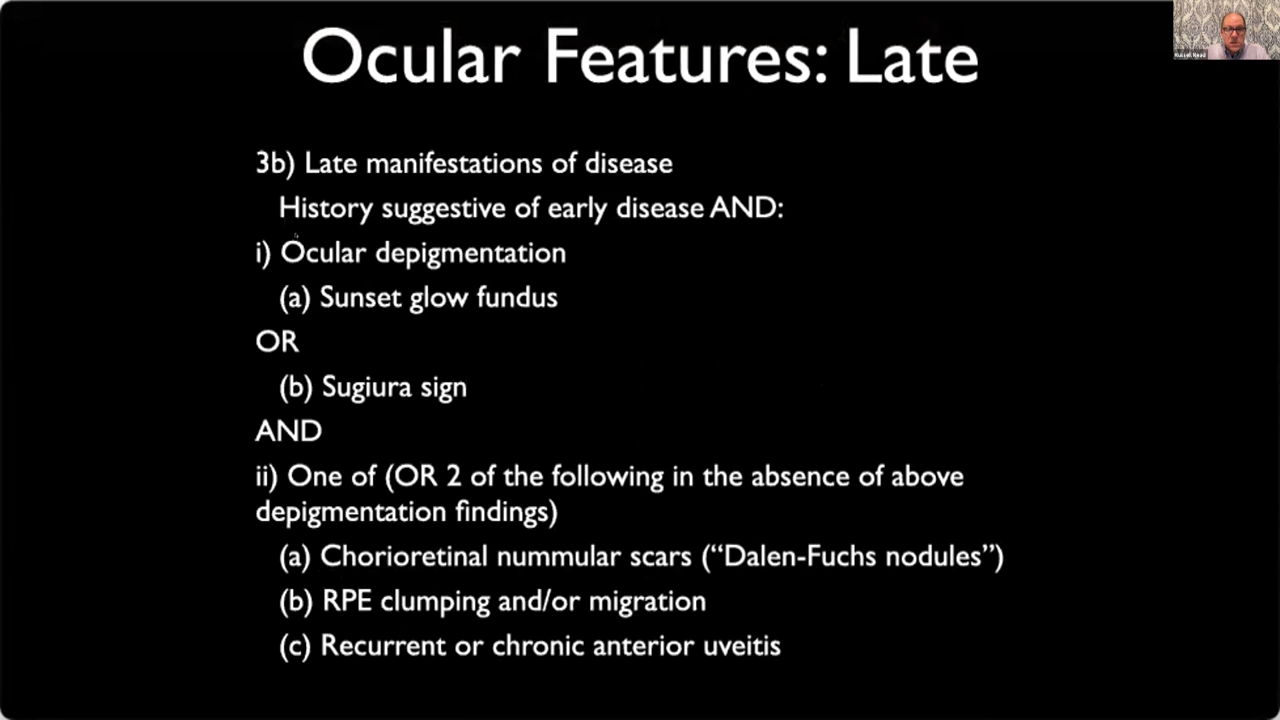 Ocular Features: Late
Russell Read
3b) Late manifestations of disease
History suggestive of early disease AND:
i) Ocular depigmentation
(a) Sunset glow fundus
OR
(b) Sugiura sign
AND
ii) One of (OR 2 of the following in the absence of above
depigmentation findings)
(a) Chorioretinal nummular scars (“Dalen-Fuchs nodules”)
(b) RPE clumping and/or migration
(c) Recurrent or chronic anterior uveitis